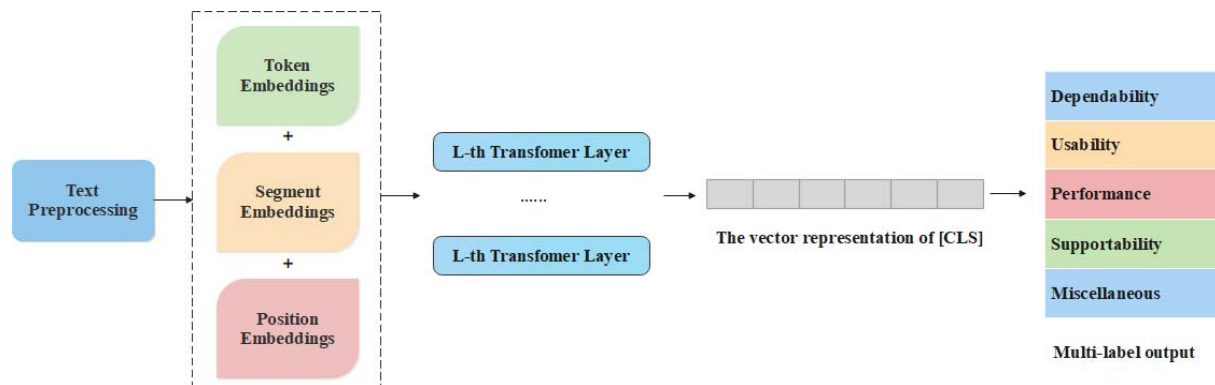 Text
Preprocessing
Token
Embeddings
+
Segment
Embeddings
+
Position
Embeddings
L-th Transfomer Layer
......
L-th Transfomer Layer
The vector representation of [CLS]
Dependability
Usability
Performance
Supportability
Miscellaneous
Multi-label output